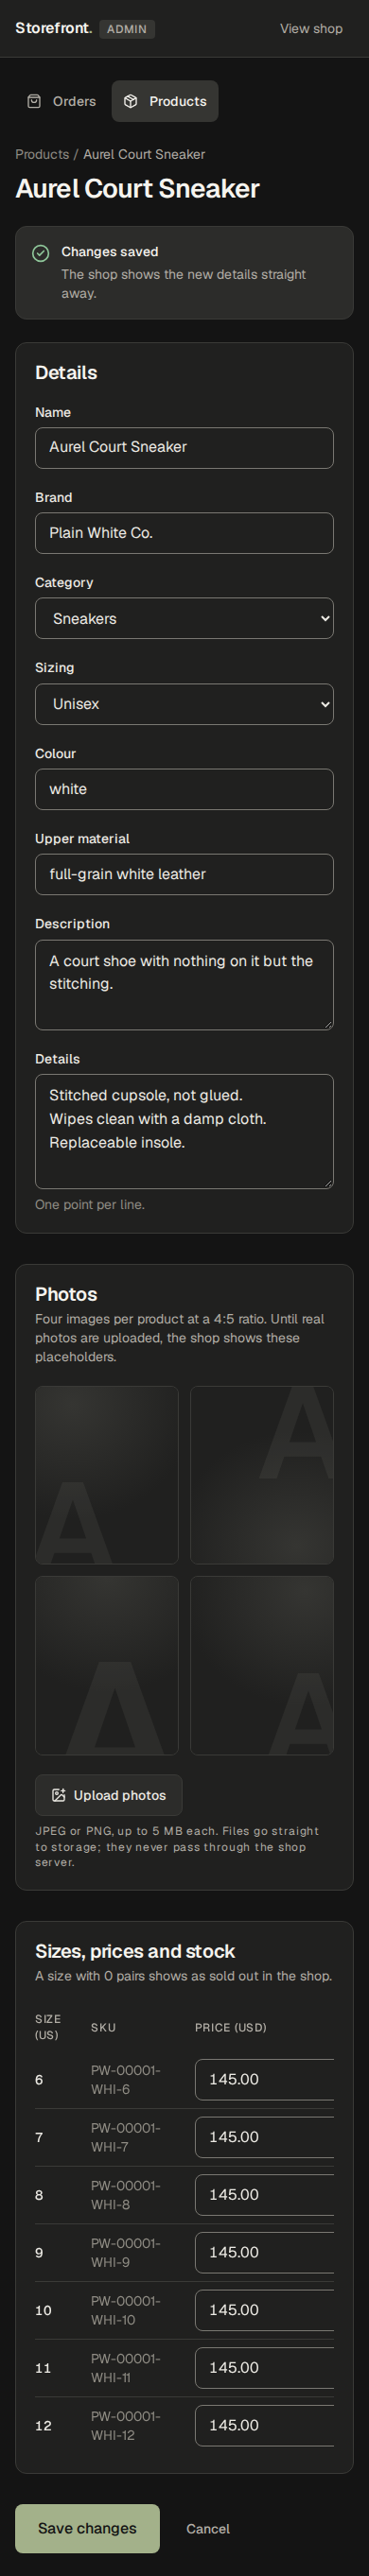 Storefront. ADMIN View shop
Orders Products
Products / Aurel Court Sneaker
Aurel Court Sneaker
Changes saved
The shop shows the new details straight
away.
Details
Name
Aurel Court Sneaker
Brand
Plain White Co.
Category
Sneakers
Sizing
Unisex
Colour
white
Upper material
full-grain white leather
Description
A court shoe with nothing on it but the
stitching.
Details
Stitched cupsole, not glued.
Wipes clean with a damp cloth.
Replaceable insole.
One point per line.
Photos
Four images per product at a 4:5 ratio. Until real
photos are uploaded, the shop shows these
placeholders.
A
A
A
A
Upload photos
JPEG or PNG, up to 5 MB each. Files go straight
to storage; they never pass through the shop
server.
Sizes, prices and stock
A size with 0 pairs shows as sold out in the shop.
SIZE
(US) SKU PRICE (USD)
6 PW-00001-
WHI-6 145.00
7 PW-00001-
WHI-7 145.00
8 PW-00001-
WHI-8 145.00
9 PW-00001-
WHI-9 145.00
10 PW-00001-
WHI-10 145.00
11 PW-00001-
WHI-11 145.00
12 PW-00001-
WHI-12 145.00
Save changes Cancel